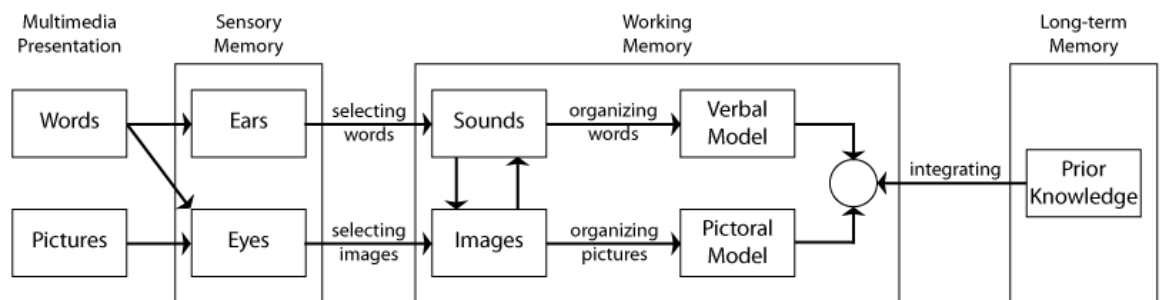 Multimedia
Presentation
Sensory
Memory
Working
Memory
Long-term
Memory
Words
Ears
selecting
words
Sounds
organizing
words
Verbal
Model
integrating
Prior
Knowledge
Pictures
Eyes
selecting
images
Images
organizing
pictures
Pictoral
Model